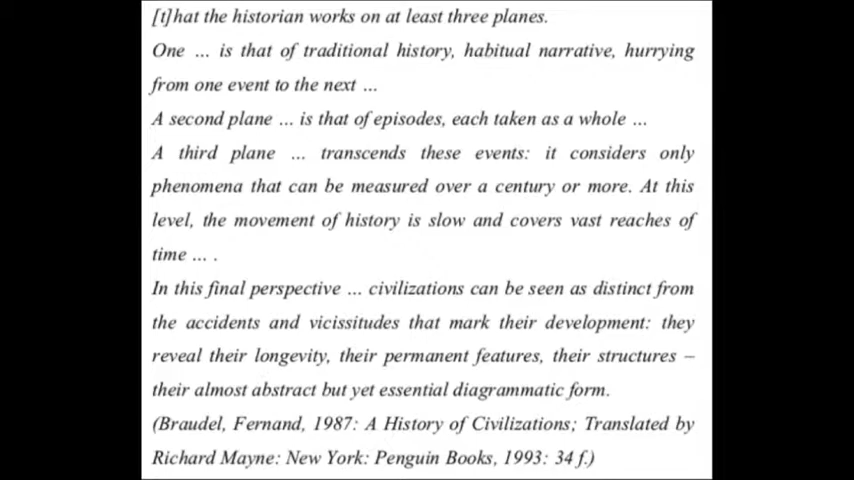 [t]hat the historian works on at least three planes.
One … is that of traditional history, habitual narrative, hurrying
from one event to the next …
A second plane … is that of episodes, each taken as a whole …
A third plane … transcends these events: it considers only
phenomena that can be measured over a century or more. At this
level, the movement of history is slow and covers vast reaches of
time … .
In this final perspective … civilizations can be seen as distinct from
the accidents and vicissitudes that mark their development: they
reveal their longevity, their permanent features, their structures –
their almost abstract but yet essential diagrammatic form.
(Braudel, Fernand, 1987: A History of Civilizations; Translated by
Richard Mayne: New York: Penguin Books, 1993: 34 f.)